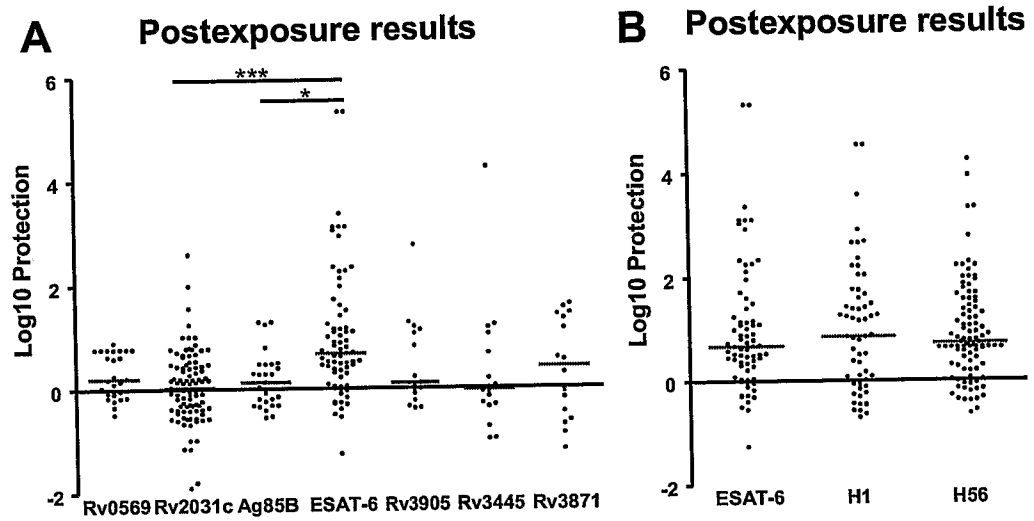 A Postexposure results
Log10 Protection
6
4
2
0
-2
***
*
Rv0569 Rv2031c Ag85B ESAT-6 Rv3905 Rv3445 Rv3871
B Postexposure results
Log10 Protection
6
4
2
0
-2
ESAT-6 H1 H56